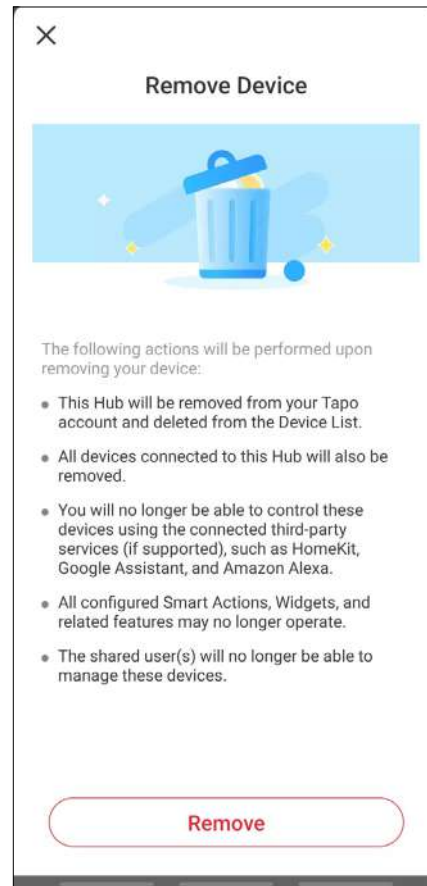 Remove Device
The following actions will be performed upon
removing your device:
• This Hub will be removed from your Tapo
account and deleted from the Device List.
• All devices connected to this Hub will also be
removed.
• You will no longer be able to control these
devices using the connected third-party
services (if supported), such as HomeKit,
Google Assistant, and Amazon Alexa.
• All configured Smart Actions, Widgets, and
related features may no longer operate.
• The shared user(s) will no longer be able to
manage these devices.
Remove